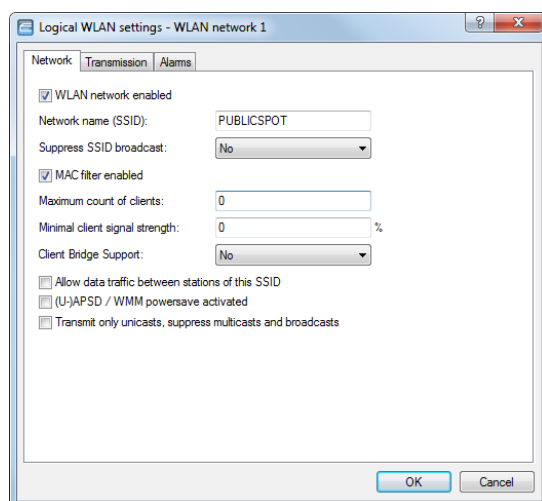 Logical WLAN settings - WLAN network 1
Network Transmission Alarms
WLAN network enabled
Network name (SSID): PUBLICSPOT
Suppress SSID broadcast: No
MAC filter enabled
Maximum count of clients: 0
Minimal client signal strength: 0 %
Client Bridge Support: No
Allow data traffic between stations of this SSID
(U-)APSD / WMM powersave activated
Transmit only unicasts, suppress multicasts and broadcasts
OK Cancel